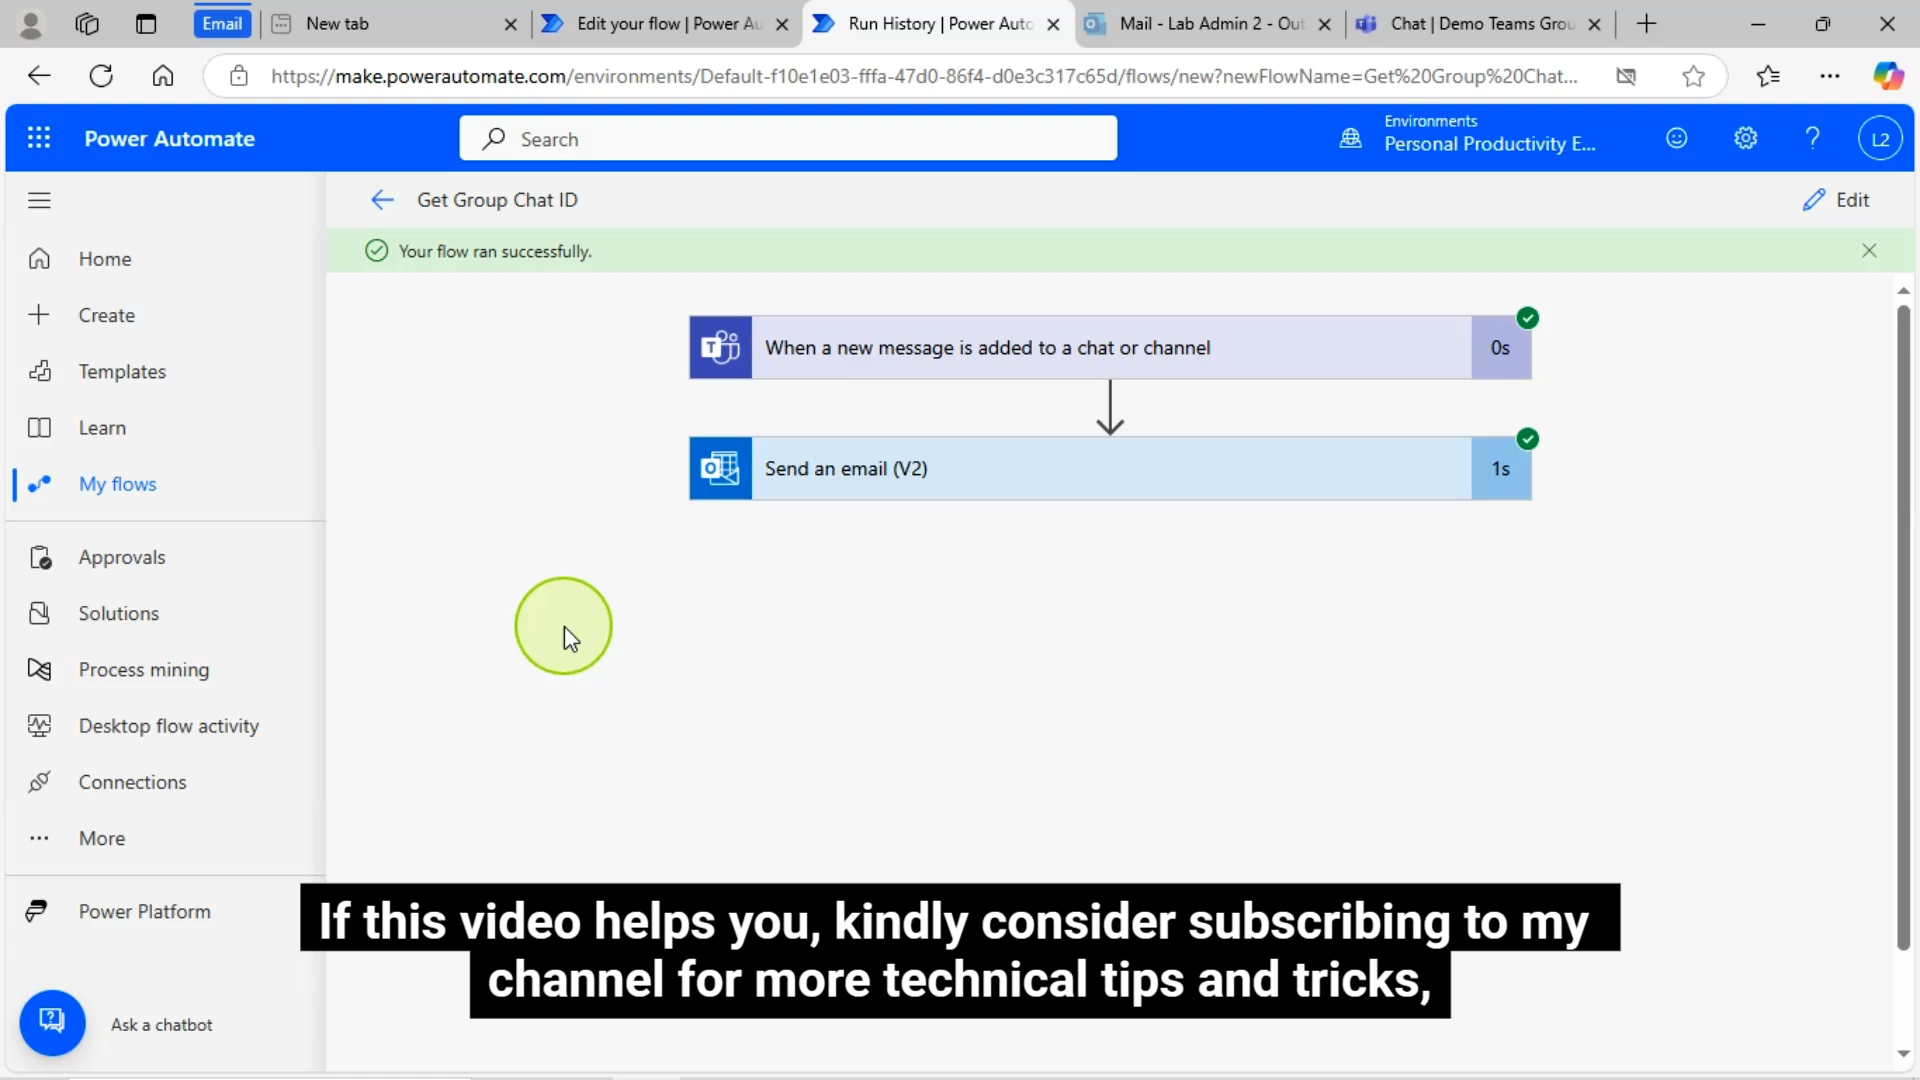 Email
New tab
Edit your flow | Power Au
Run History | Power Auto
Mail - Lab Admin 2 - Out
Chat | Demo Teams Grou
https://make.powerautomate.com/environments/Default-f10e1e03-fffa-47d0-86f4-d0e3c317c65d/flows/new?newFlowName=Get%20Group%20Chat...
Power Automate
Search
Environments
Personal Productivity E...
L2
Get Group Chat ID
Edit
Your flow ran successfully.
Home
Create
Templates
Learn
My flows
Approvals
Solutions
Process mining
Desktop flow activity
Connections
More
Power Platform
Ask a chatbot
When a new message is added to a chat or channel
0s
Send an email (V2)
1s
If this video helps you, kindly consider subscribing to my
channel for more technical tips and tricks,